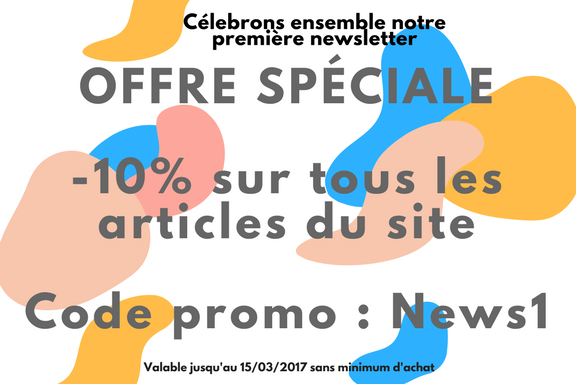 Célebrons ensemble notre
première newsletter
OFFRE SPÉCIALE
-10% sur tous les
articles du site
Code promo : News1
Valable jusqu'au 15/03/2017 sans minimum d'achat